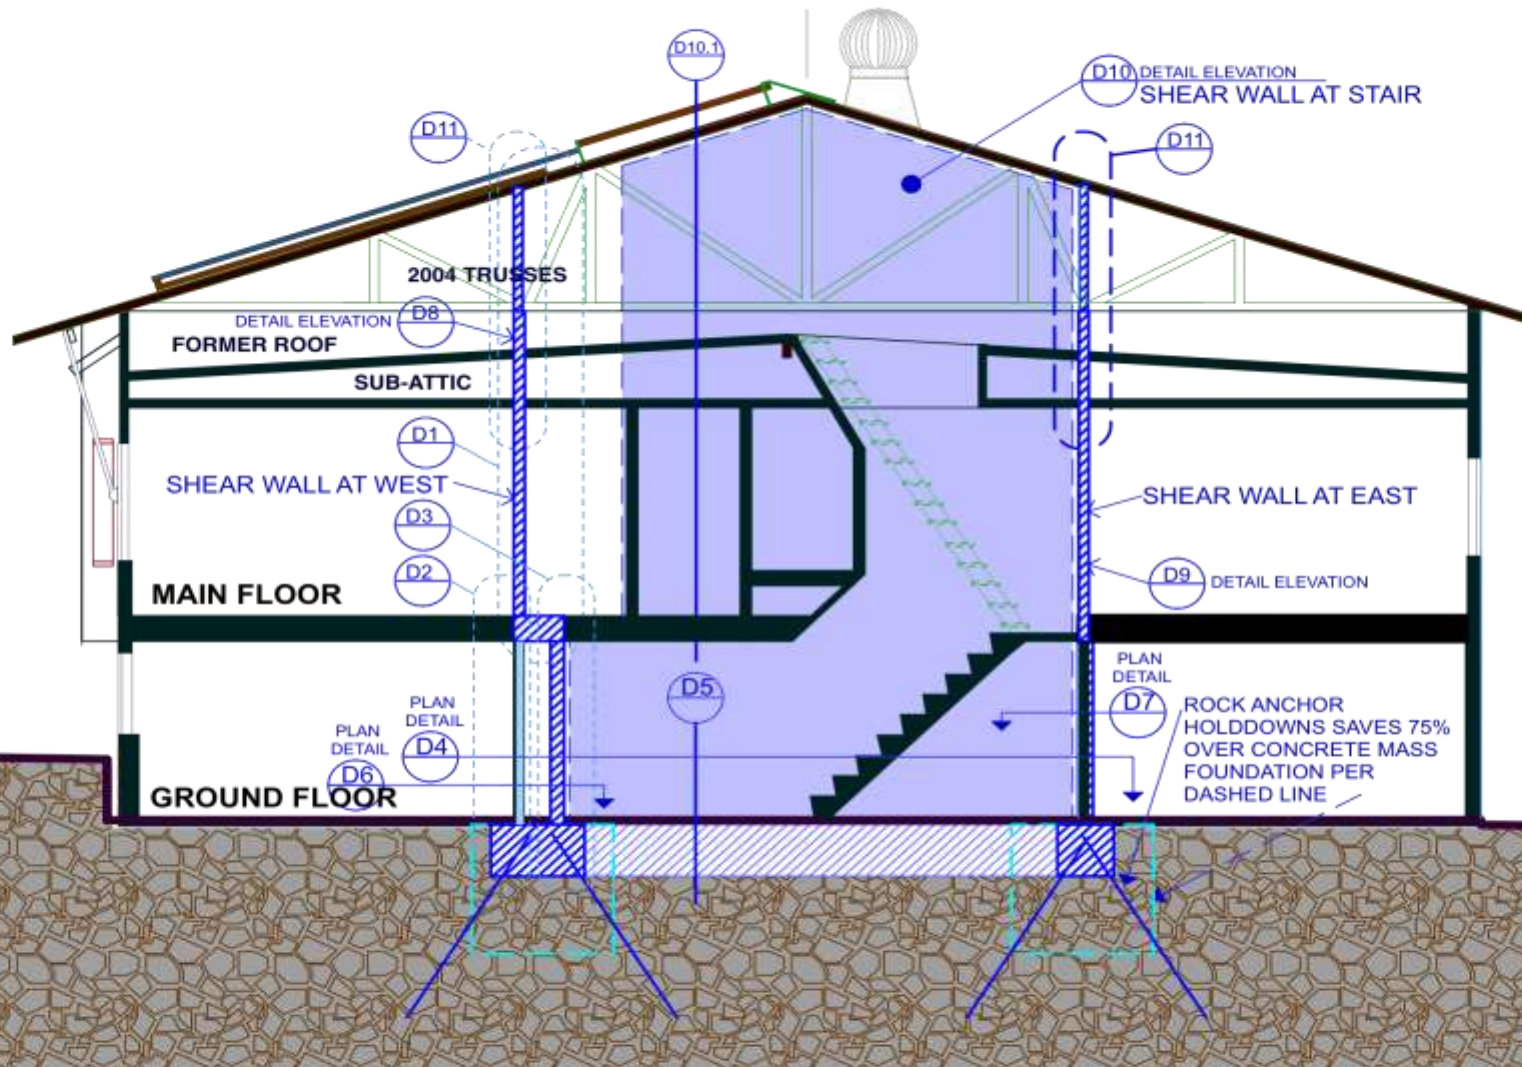 D10.1
D10 DETAIL ELEVATION
SHEAR WALL AT STAIR
D11
D11
2004 TRUSSES
DETAIL ELEVATION D8
FORMER ROOF
SUB-ATTIC
D1
SHEAR WALL AT WEST
SHEAR WALL AT EAST
D3
D2
D9 DETAIL ELEVATION
MAIN FLOOR
PLAN
DETAIL
D7
D5
PLAN
DETAIL
D4
PLAN
DETAIL
D6
ROCK ANCHOR
HOLDDOWNS SAVES 75%
OVER CONCRETE MASS
FOUNDATION PER
DASHED LINE
GROUND FLOOR